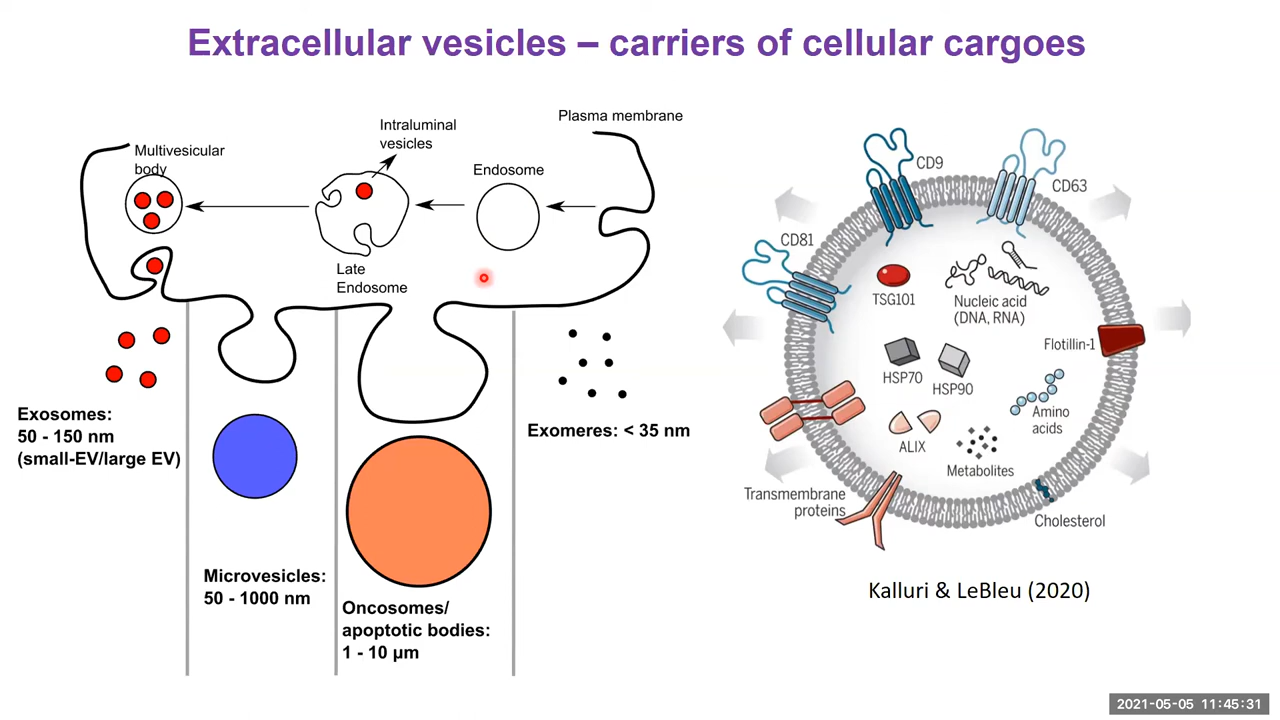 Extracellular vesicles – carriers of cellular cargoes
Plasma membrane
Intraluminal
vesicles
Multivesicular
body
Endosome
Late
Endosome
Exosomes:
50 - 150 nm
(small-EV/large EV)
Microvesicles:
50 - 1000 nm
Oncosomes/
apoptotic bodies:
1 - 10 µm
Exomeres: < 35 nm
CD9
CD63
CD81
TSG101
Nucleic acid
(DNA, RNA)
Flotillin-1
HSP70
HSP90
Amino
acids
ALIX
Metabolites
Transmembrane
proteins
Cholesterol
Kalluri & LeBleu (2020)
2021-05-05 11:45:31